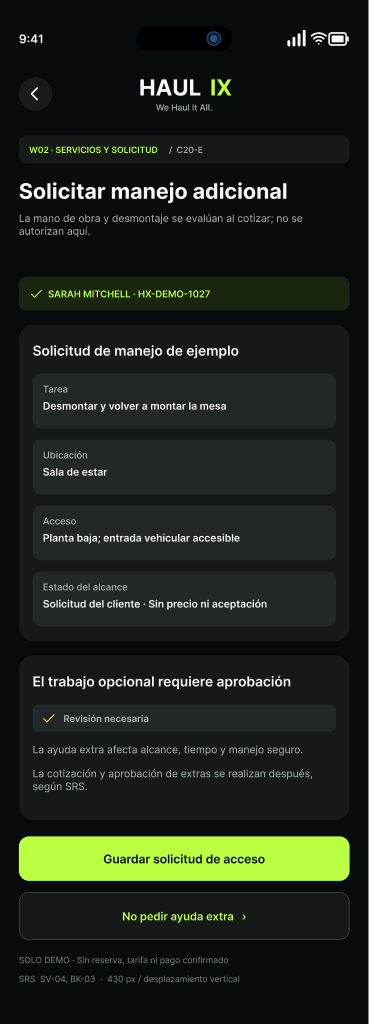 9:41
HAUL IX
We Haul It All.
W02 · SERVICIOS Y SOLICITUD / C20-E
Solicitar manejo adicional
La mano de obra y desmontaje se evalúan al cotizar; no se
autorizan aquí.
SARAH MITCHELL · HX-DEMO-1027
Solicitud de manejo de ejemplo
Tarea
Desmontar y volver a montar la mesa
Ubicación
Sala de estar
Acceso
Planta baja; entrada vehicular accesible
Estado del alcance
Solicitud del cliente · Sin precio ni aceptación
El trabajo opcional requiere aprobación
Revisión necesaria
La ayuda extra afecta alcance, tiempo y manejo seguro.
La cotización y aprobación de extras se realizan después,
según SRS.
Guardar solicitud de acceso
No pedir ayuda extra ›
SOLO DEMO · Sin reserva, tarifa ni pago confirmado
SRS SV-04, BK-03 · 430 px / desplazamiento vertical